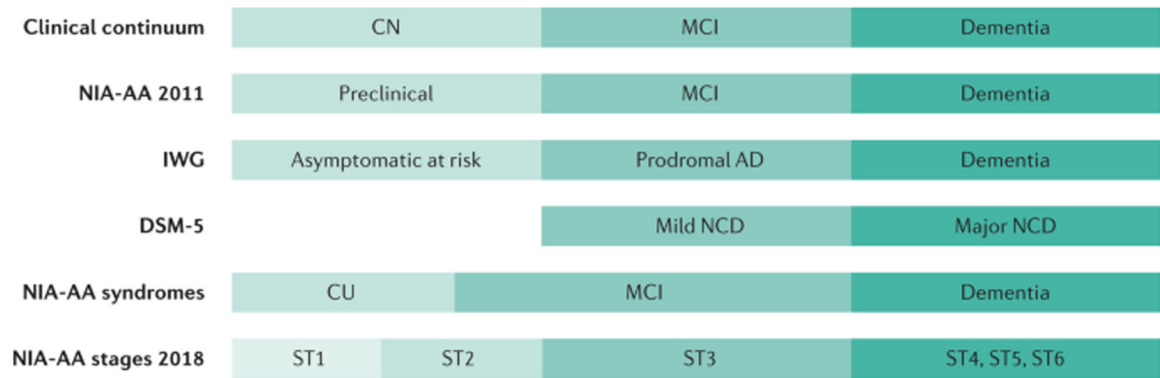 Clinical continuum CN MCI Dementia
NIA-AA 2011 Preclinical MCI Dementia
IWG Asymptomatic at risk Prodromal AD Dementia
DSM-5 Mild NCD Major NCD
NIA-AA syndromes CU MCI Dementia
NIA-AA stages 2018 ST1 ST2 ST3 ST4, ST5, ST6